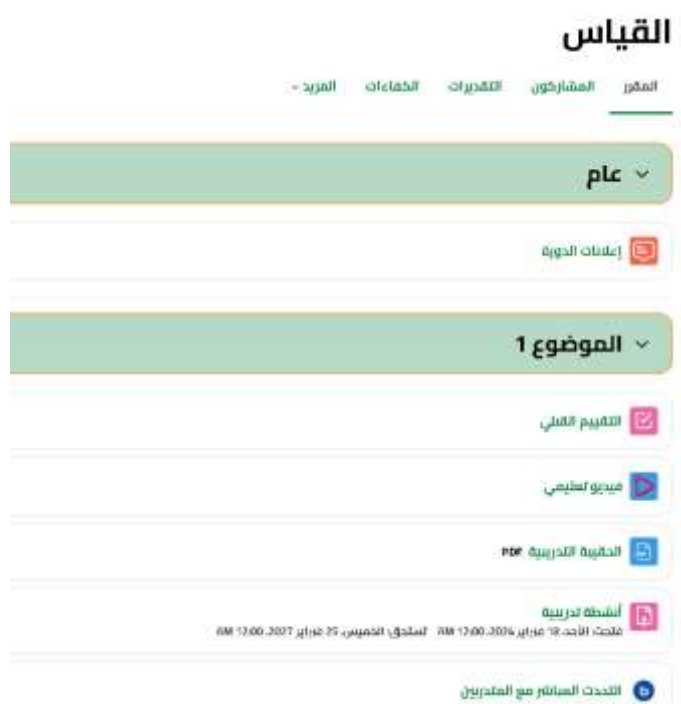 القياس
المقرر المشاركون التقديرات الكفاءات المزيد
عام
إعلانات الدورة
الموضوع 1
التقييم القبلي
فيديو تعليمي
الحقيبة التدريبية PDF
أنشطة تدريبية
فتحت: الأحد، 18 فبراير 2024، 12:00 AM تستحق: الخميس، 25 فبراير 2027، 12:00 AM
التحدث المباشر مع المتدربين